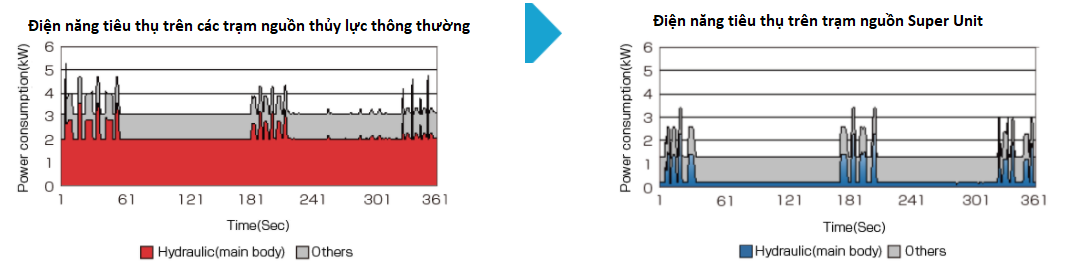 Điện năng tiêu thụ trên các trạm nguồn thủy lực thông thường
Power consumption(kW)
6
5
4
3
2
1
0
1 61 121 181 241 301 361
Time(Sec)
Hydraulic(main body) Others
Điện năng tiêu thụ trên trạm nguồn Super Unit
Power consumption(kW)
6
5
4
3
2
1
0
1 61 121 181 241 301 361
Time(Sec)
Hydraulic(main body) Others